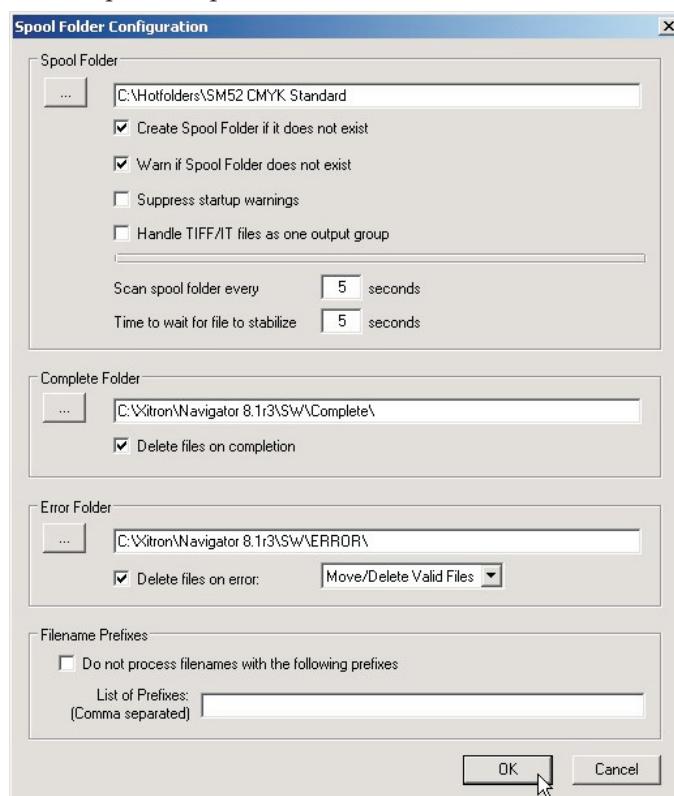 Spool Folder Configuration
Spool Folder
...
C:\Hotfolders\SM52 CMYK Standard
Create Spool Folder if it does not exist
Warn if Spool Folder does not exist
Suppress startup warnings
Handle TIFF/IT files as one output group
Scan spool folder every 5 seconds
Time to wait for file to stabilize 5 seconds
Complete Folder
...
C:\Xitron\Navigator 8.1r3\SW\Complete\
Delete files on completion
Error Folder
...
C:\Xitron\Navigator 8.1r3\SW\ERROR\
Delete files on error: Move/Delete Valid Files
Filename Prefixes
Do not process filenames with the following prefixes
List of Prefixes:
(Comma separated)
OK Cancel